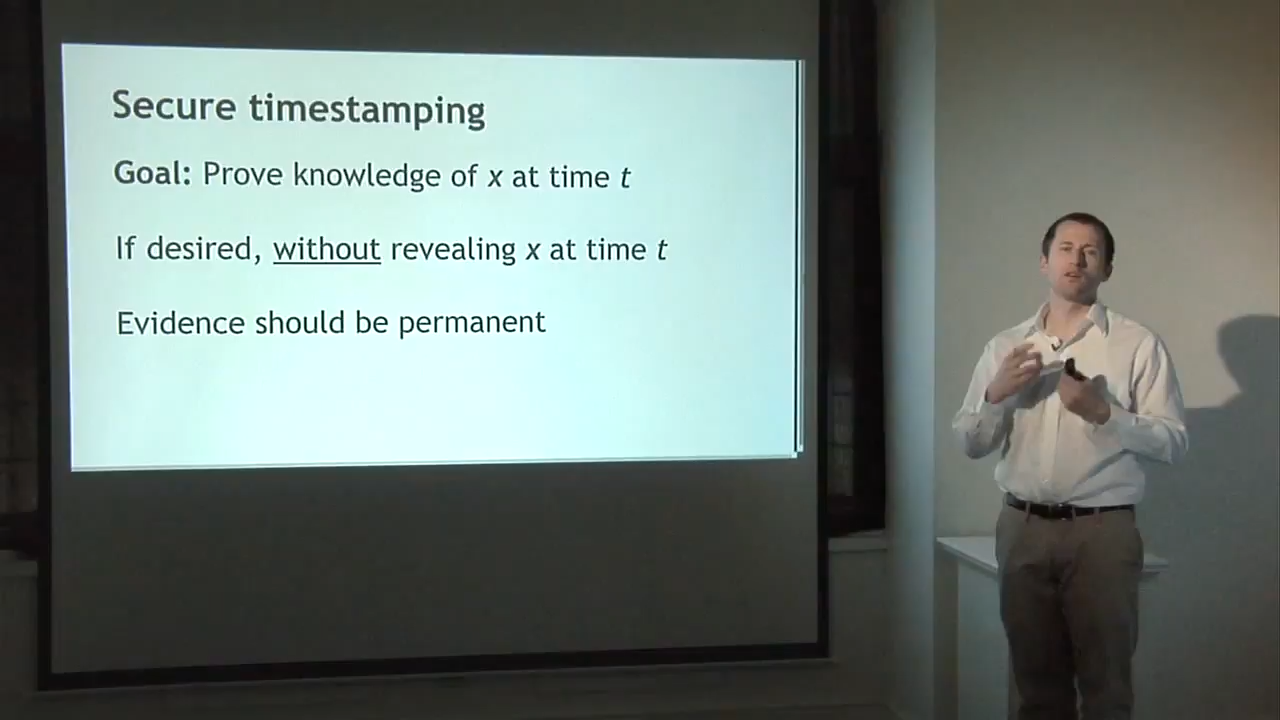 Secure timestamping
Goal: Prove knowledge of x at time t
If desired, without revealing x at time t
Evidence should be permanent